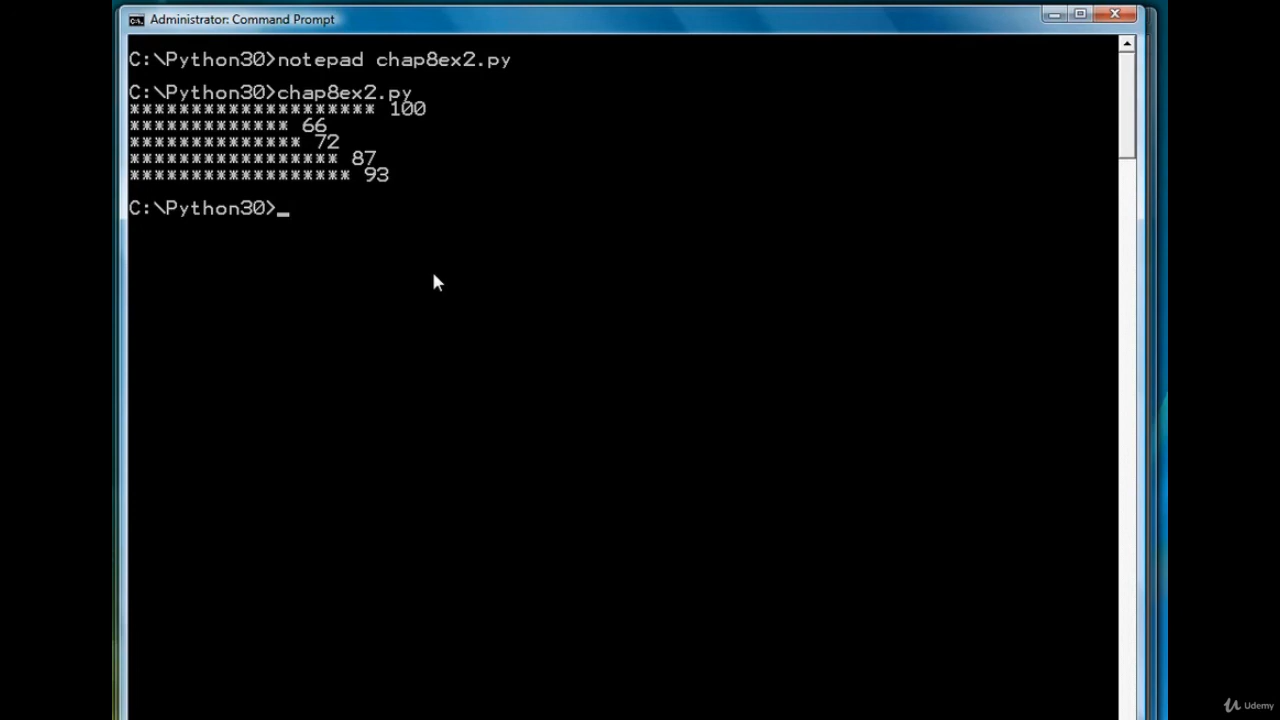 Administrator: Command Prompt
C:\Python30>notepad chap8ex2.py
C:\Python30>chap8ex2.py
******************** 100
************* 66
************** 72
***************** 87
****************** 93
C:\Python30>_
Udemy